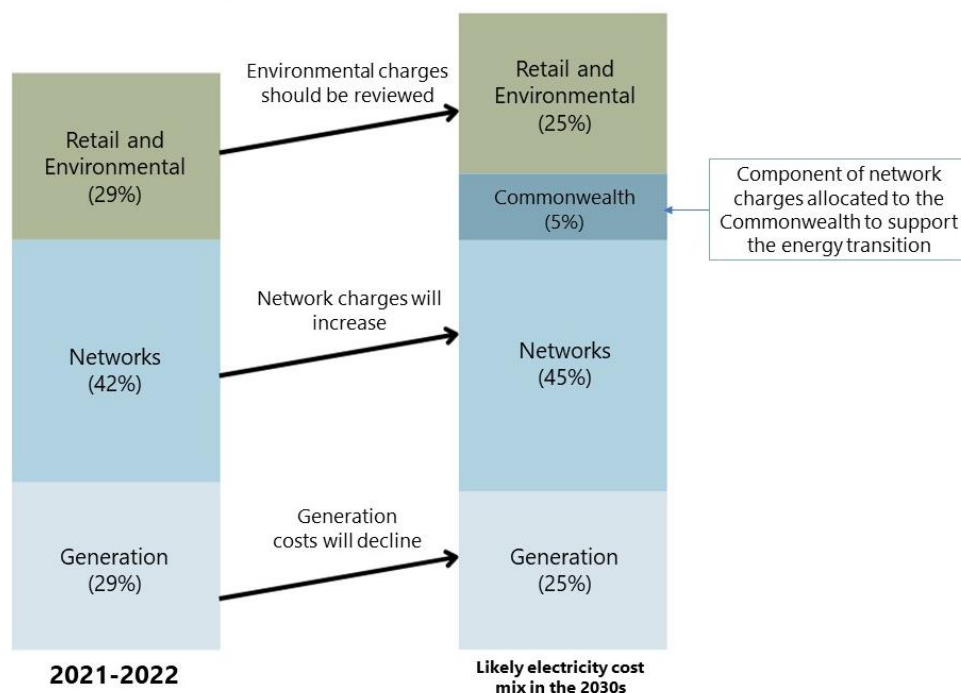 Retail and
Environmental
(29%)
Networks
(42%)
Generation
(29%)
2021-2022
Environmental charges
should be reviewed
Network charges will
increase
Generation
costs will decline
Retail and
Environmental
(25%)
Commonwealth
(5%)
Networks
(45%)
Generation
(25%)
Likely electricity cost
mix in the 2030s
Component of network
charges allocated to the
Commonwealth to support
the energy transition